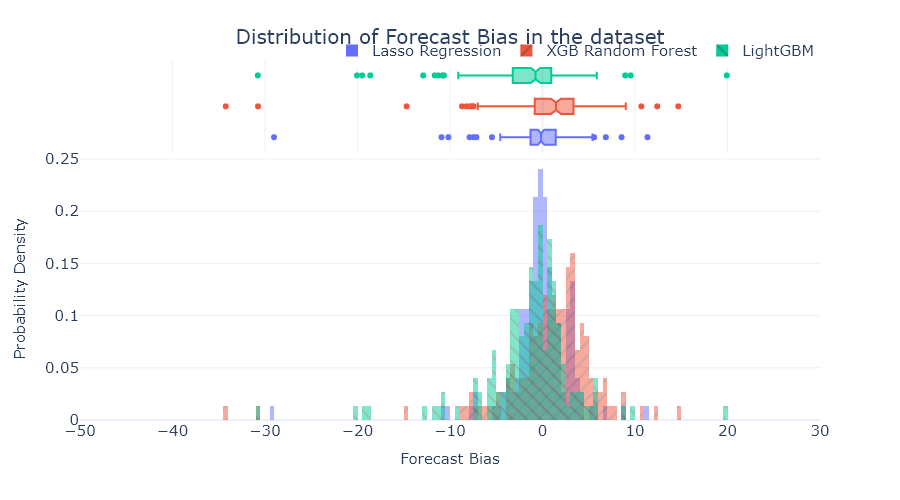 Distribution of Forecast Bias in the dataset
Lasso Regression XGB Random Forest LightGBM
0.25
0.2
0.15
0.1
0.05
0
Probability Density
−50 −40 −30 −20 −10 0 10 20 30
Forecast Bias